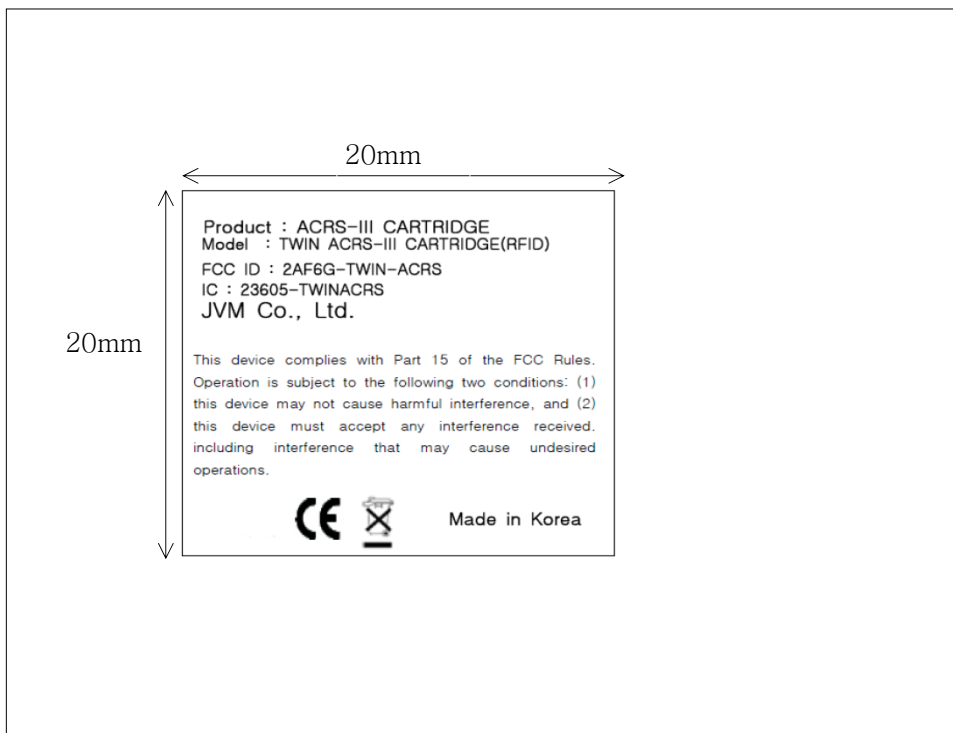 20mm
20mm
Product : ACRS-III CARTRIDGE
Model : TWIN ACRS-III CARTRIDGE(RFID)
FCC ID : 2AF6G-TWIN-ACRS
IC : 23605-TWINACRS
JVM Co., Ltd.
This device complies with Part 15 of the FCC Rules.
Operation is subject to the following two conditions: (1)
this device may not cause harmful interference, and (2)
this device must accept any interference received.
including interference that may cause undesired
operations.
CE
Made in Korea